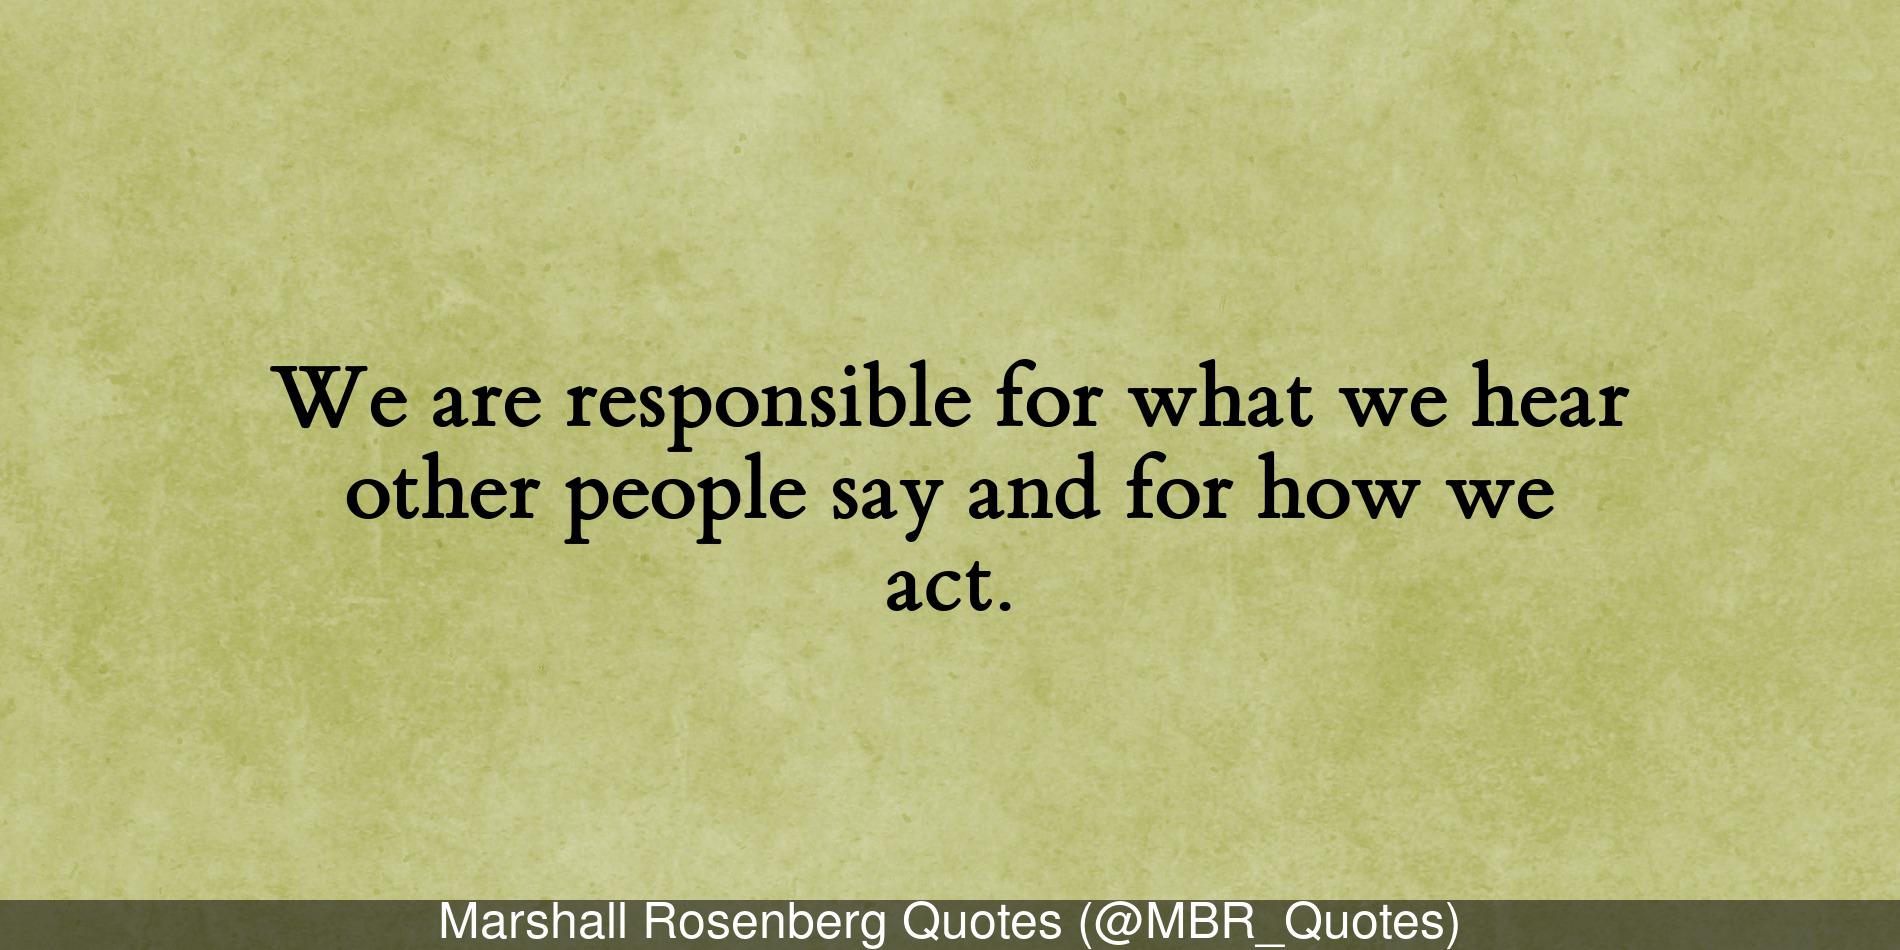 We are responsible for what we hear
other people say and for how we
act.
Marshall Rosenberg Quotes (@MBR_Quotes)